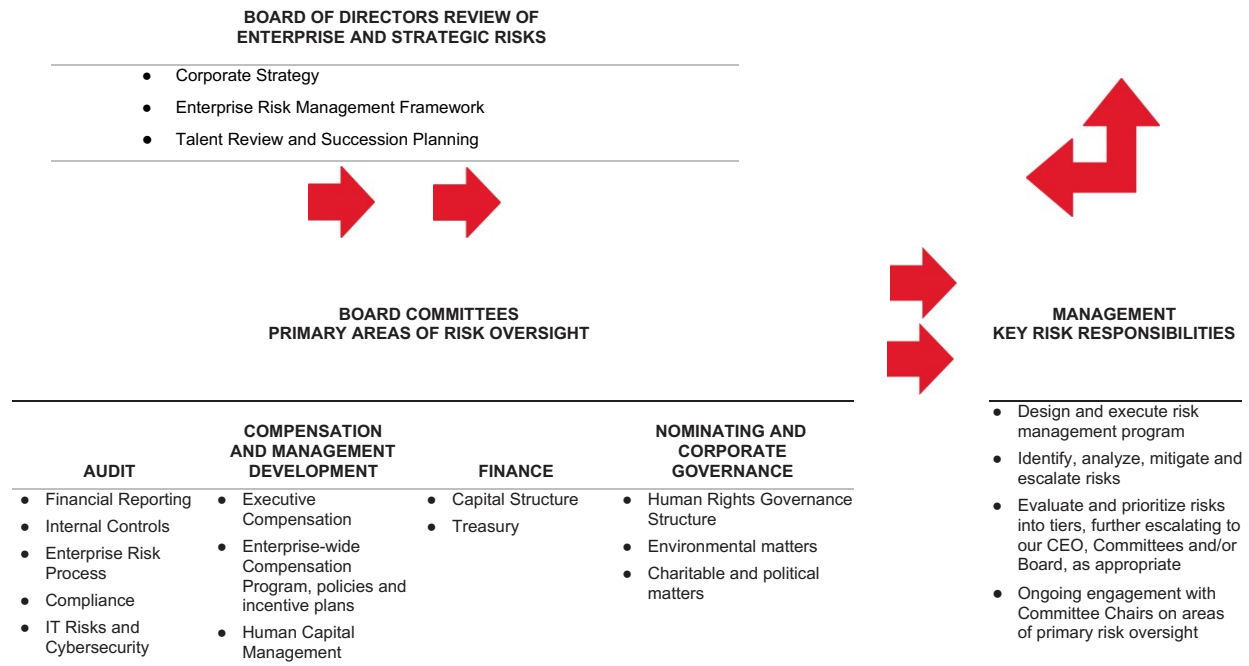 BOARD OF DIRECTORS REVIEW OF
ENTERPRISE AND STRATEGIC RISKS
● Corporate Strategy
● Enterprise Risk Management Framework
● Talent Review and Succession Planning
BOARD COMMITTEES
PRIMARY AREAS OF RISK OVERSIGHT
AUDIT
● Financial Reporting
● Internal Controls
● Enterprise Risk
Process
● Compliance
● IT Risks and
Cybersecurity
COMPENSATION
AND MANAGEMENT
DEVELOPMENT
● Executive
Compensation
● Enterprise-wide
Compensation
Program, policies and
incentive plans
● Human Capital
Management
FINANCE
● Capital Structure
● Treasury
NOMINATING AND
CORPORATE
GOVERNANCE
● Human Rights Governance
Structure
● Environmental matters
● Charitable and political
matters
MANAGEMENT
KEY RISK RESPONSIBILITIES
● Design and execute risk
management program
● Identify, analyze, mitigate and
escalate risks
● Evaluate and prioritize risks
into tiers, further escalating to
our CEO, Committees and/or
Board, as appropriate
● Ongoing engagement with
Committee Chairs on areas
of primary risk oversight